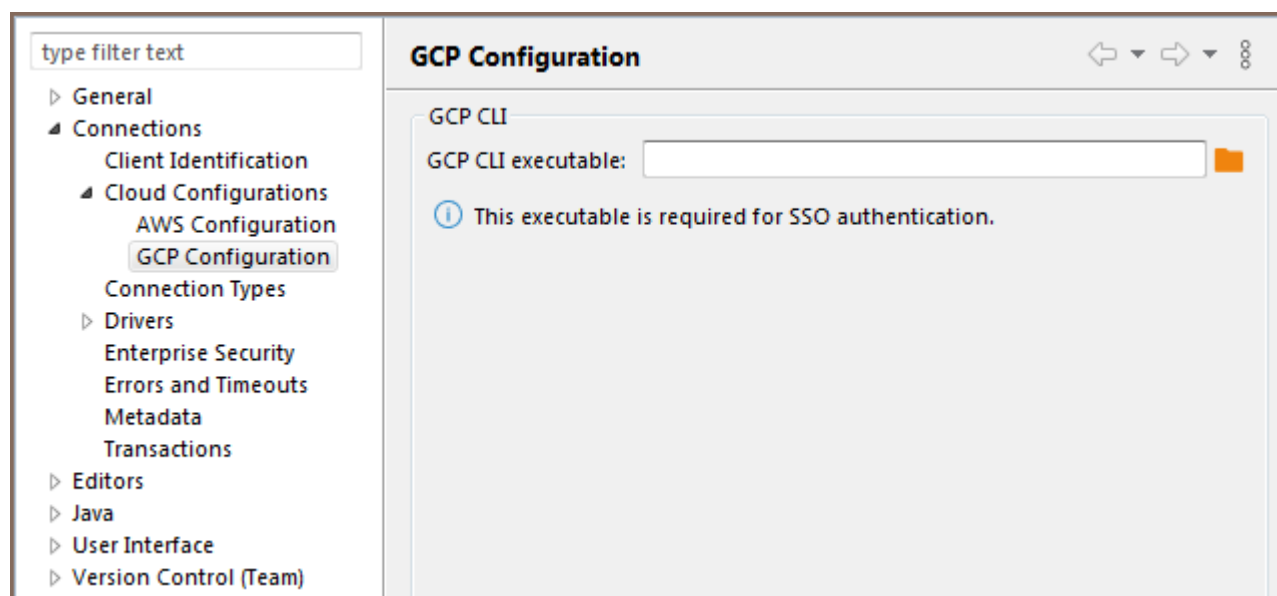 type filter text
General
Connections
Client Identification
Cloud Configurations
AWS Configuration
GCP Configuration
Connection Types
Drivers
Enterprise Security
Errors and Timeouts
Metadata
Transactions
Editors
Java
User Interface
Version Control (Team)
GCP Configuration
GCP CLI
GCP CLI executable:
This executable is required for SSO authentication.